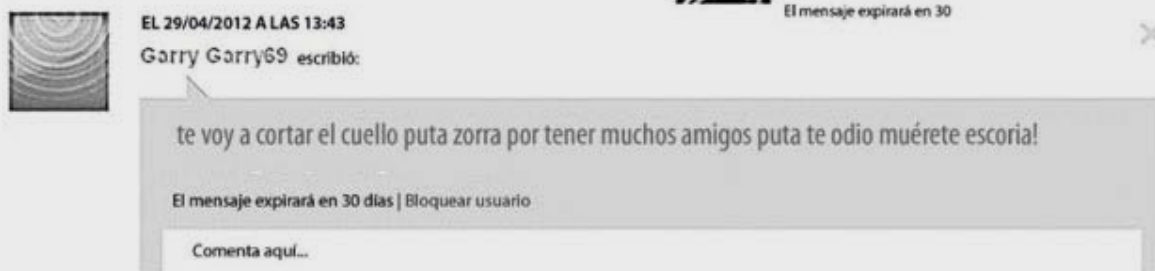 El mensaje expirará en 30
EL 29/04/2012 A LAS 13:43
Garry Garry69 escribió:
te voy a cortar el cuello puta zorra por tener muchos amigos puta te odio muérete escoria!
El mensaje expirará en 30 días | Bloquear usuario
Comenta aquí...